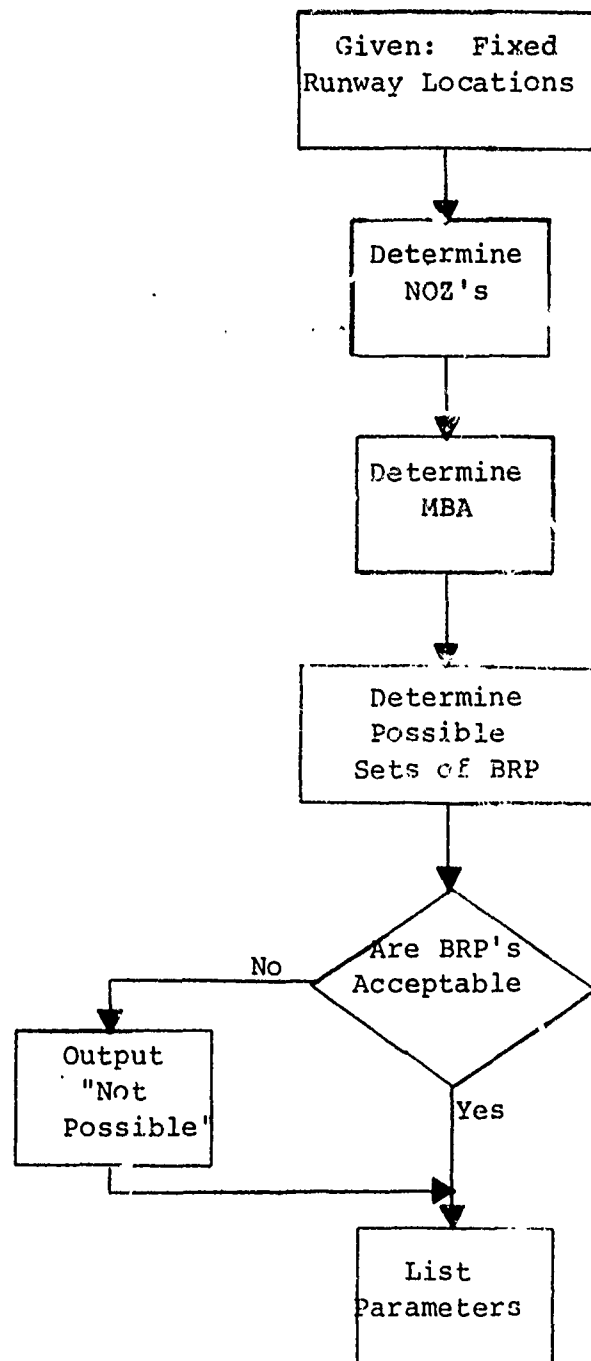 Given: Fixed
Runway Locations
Determine
NOZ's
Determine
MBA
Determine
Possible
Sets of BRP
Are BRP's
Acceptable
No
Yes
Output
"Not
Possible"
List
Parameters